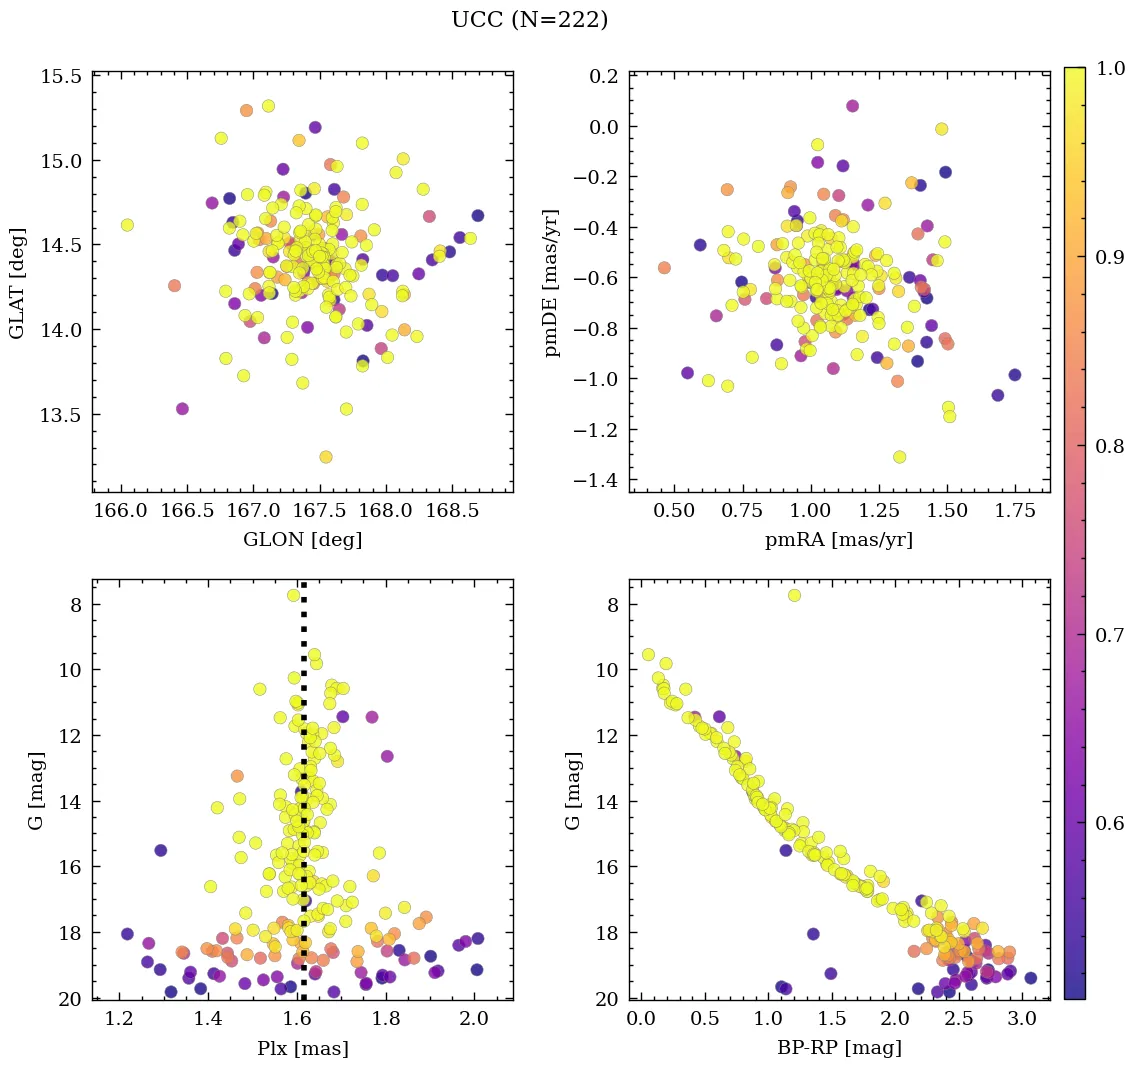 UCC (N=222)
15.5
15.0
14.5
14.0
13.5
GLAT [deg]
166.0 166.5 167.0 167.5 168.0 168.5
GLON [deg]
0.2
0.0
−0.2
−0.4
−0.6
−0.8
−1.0
−1.2
−1.4
pmDE [mas/yr]
0.50 0.75 1.00 1.25 1.50 1.75
pmRA [mas/yr]
8
10
12
14
16
18
20
G [mag]
1.2 1.4 1.6 1.8 2.0
Plx [mas]
8
10
12
14
16
18
20
G [mag]
0.0 0.5 1.0 1.5 2.0 2.5 3.0
BP-RP [mag]
1.0
0.9
0.8
0.7
0.6